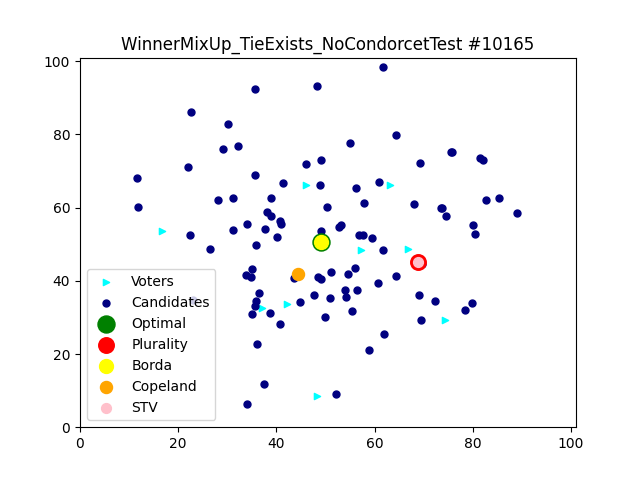 WinnerMixUp_TieExists_NoCondorcetTest #10165
100
80
60
40
20
0
Voters
Candidates
Optimal
Plurality
Borda
Copeland
STV
0 20 40 60 80 100